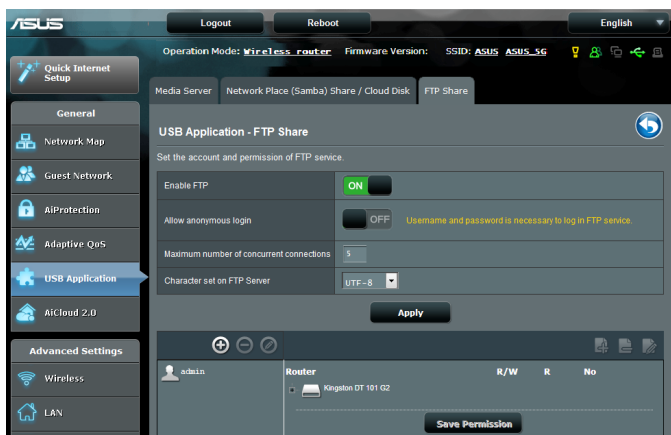 ASUS
Logout
Reboot
English
Operation Mode: Wireless router Firmware Version: SSID: ASUS ASUS_5G
Quick Internet
Setup
Media Server
Network Place (Samba) Share / Cloud Disk
FTP Share
General
USB Application - FTP Share
Network Map
Set the account and permission of FTP service.
Guest Network
Enable FTP
ON
AiProtection
Allow anonymous login
OFF
Username and password is necessary to log in FTP service.
Adaptive QoS
Maximum number of concurrent connections
5
USB Application
Character set on FTP Server
UTF-8
AiCloud 2.0
Apply
Advanced Settings
admin
Router
R/W
R
No
Wireless
Kingston DT 101 G2
LAN
Save Permission